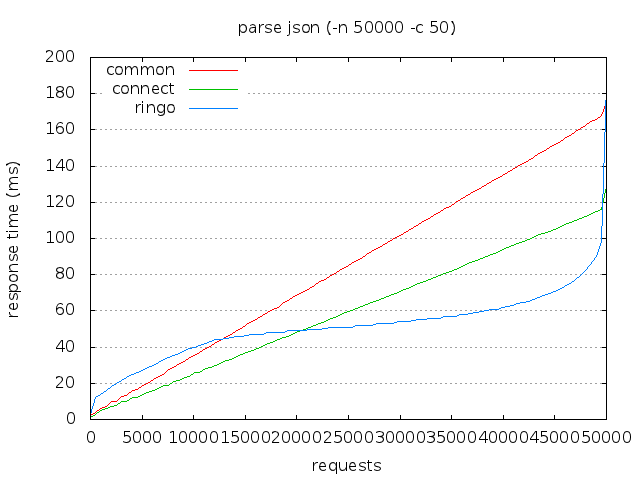 parse json (-n 50000 -c 50)
200
180
160
140
120
100
80
60
40
20
0
common
connect
ringo
response time (ms)
0 5000 10000 15000 20000 25000 30000 35000 40000 45000 50000
requests